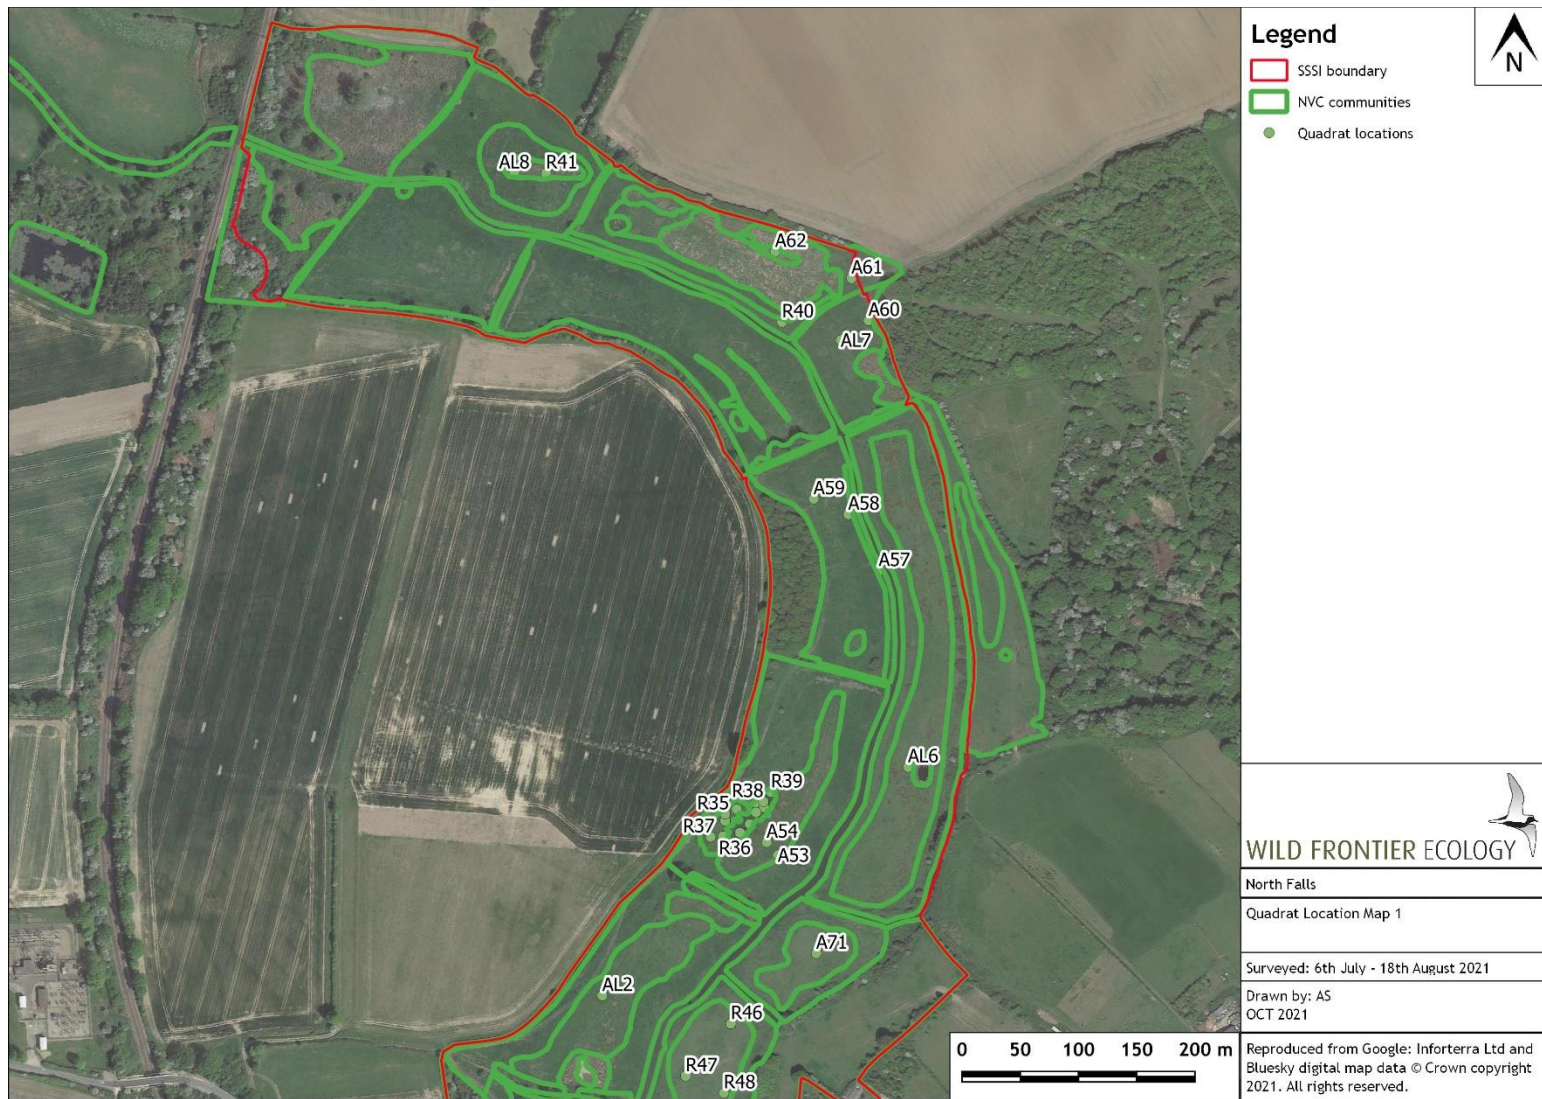 AL8 R41
A62
A61
R40
A60
AL7
A59
A58
A57
AL6
R39
R38
R35
R37
R36
A54
A53
A71
AL2
R46
R47
R48
0 50 100 150 200 m
Legend
SSSI boundary
NVC communities
Quadrat locations
N
WILD FRONTIER ECOLOGY
North Falls
Quadrat Location Map 1
Surveyed: 6th July - 18th August 2021
Drawn by: AS
OCT 2021
Reproduced from Google: Inforterra Ltd and
Bluesky digital map data © Crown copyright
2021. All rights reserved.